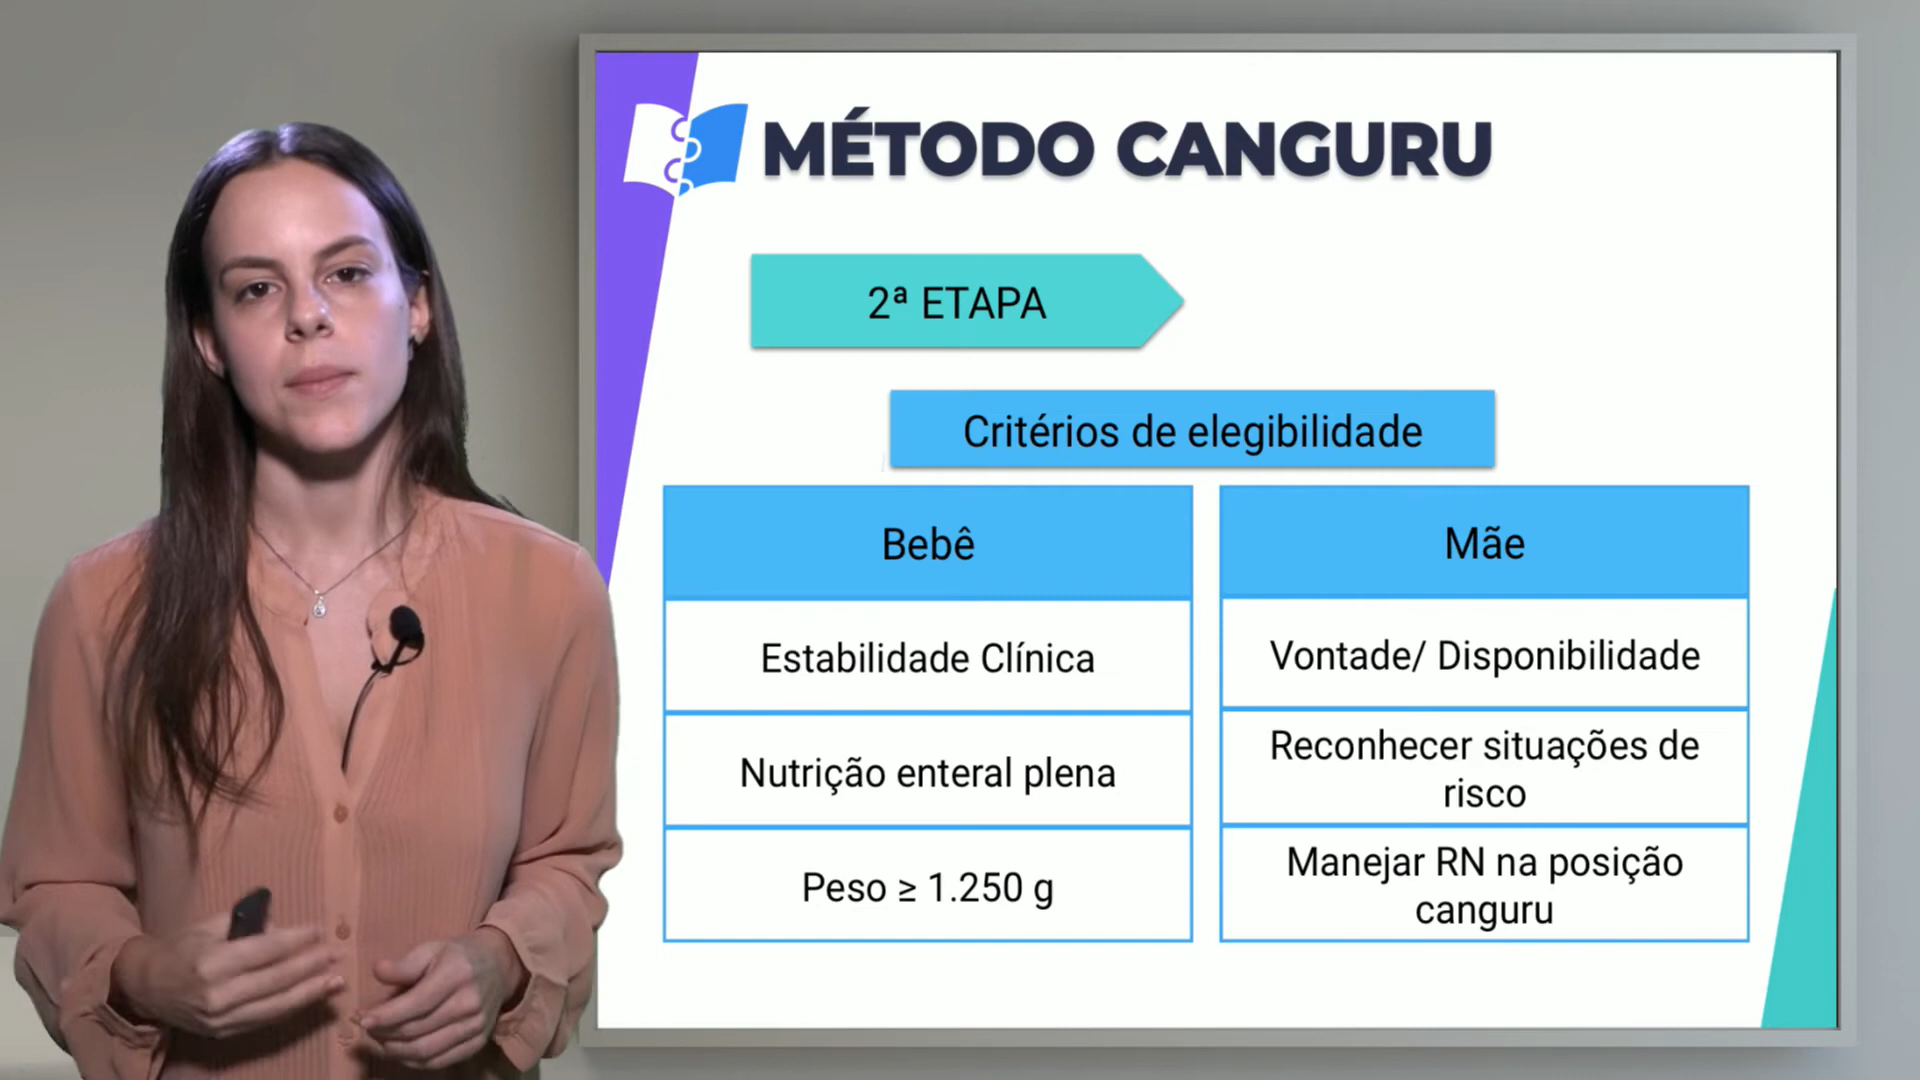 MÉTODO CANGURU
2ª ETAPA
Critérios de elegibilidade
Bebê
Estabilidade Clínica
Nutrição enteral plena
Peso ≥ 1.250 g
Mãe
Vontade/ Disponibilidade
Reconhecer situações de
risco
Manejar RN na posição
canguru